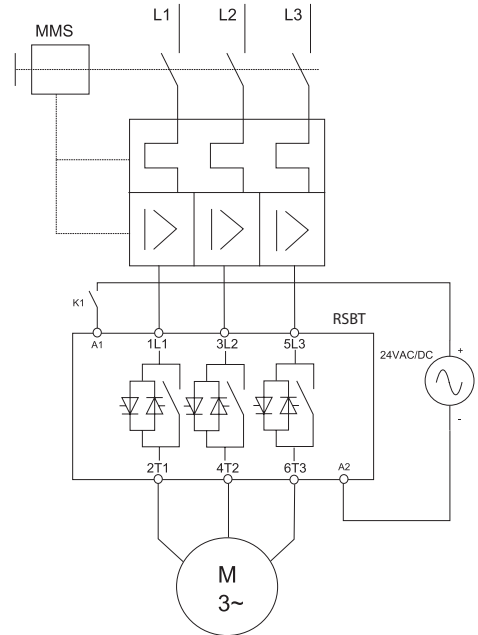 L1 L2 L3
MMS
K1
RSBT
A1 1L1 3L2 5L3
24VAC/DC
+
-
2T1 4T2 6T3 A2
M
3~